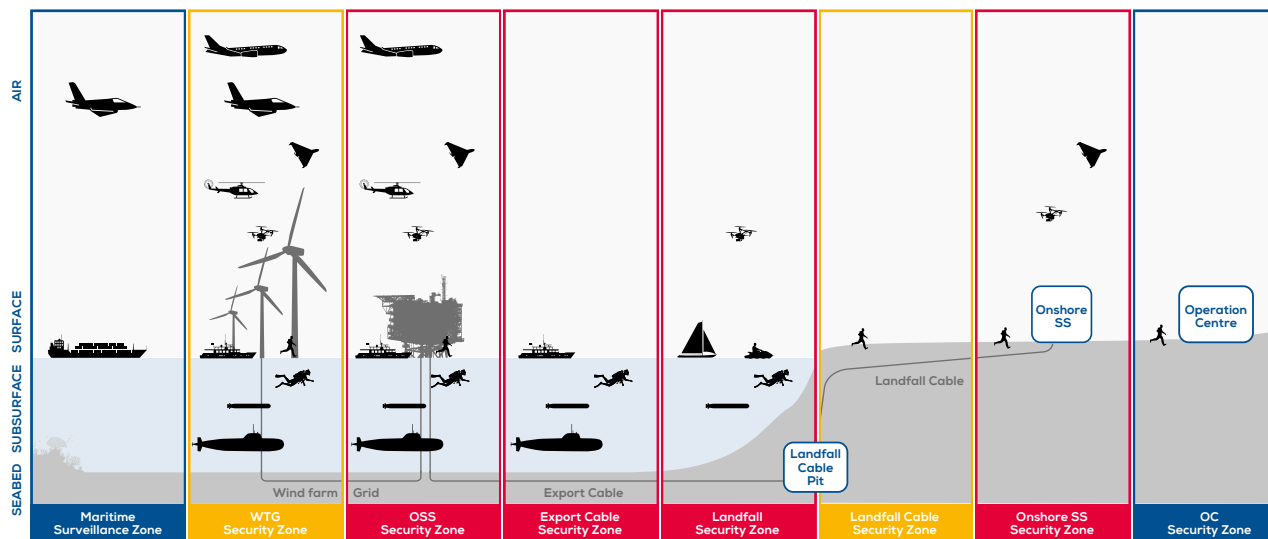 AIR
SURFACE
SUBSURFACE
SEABED
Onshore
SS
Operation
Centre
Landfall Cable
Landfall
Cable
Pit
Wind farm Grid
Export Cable
Maritime
Surveillance Zone
WTG
Security Zone
OSS
Security Zone
Export Cable
Security Zone
Landfall
Security Zone
Landfall Cable
Security Zone
Onshore SS
Security Zone
OC
Security Zone